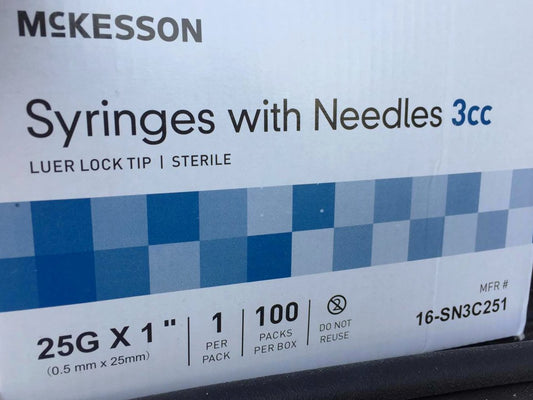 McKESSON
Syringes with Needles 3cc
LUER LOCK TIP | STERILE
25G X 1"
(0.5 mm x 25mm)
1
PER
PACK
100
PACKS
PER BOX
DO NOT
REUSE
MFR #
16-SN3C251